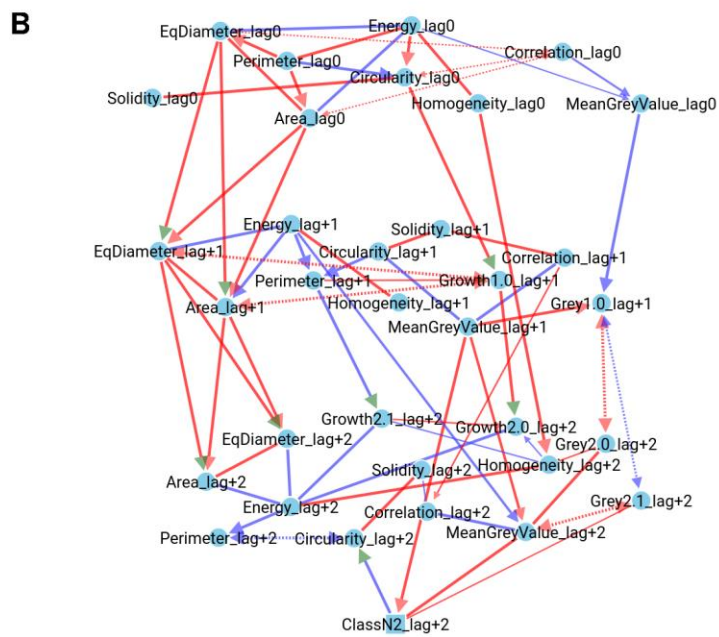 B
EqDiameter_lag0
Energy_lag0
Correlation_lag0
Perimeter_lag0
Circularity_lag0
Solidity_lag0
Homogeneity_lag0
MeanGreyValue_lag0
Area_lag0
Energy_lag+1
Solidity_lag+1
EqDiameter_lag+1
Circularity_lag+1
Correlation_lag+1
Perimeter_lag+1
Growth1.0_lag+1
Area_lag+1
Homogeneity_lag+1
Grey1.0_lag+1
MeanGreyValue_lag+1
Growth2.1_lag+2
Growth2.0_lag+2
EqDiameter_lag+2
Grey2.0_lag+2
Solidity_lag+2
Homogeneity_lag+2
Area_lag+2
Grey2.1_lag+2
Energy_lag+2
Correlation_lag+2
Perimeter_lag+2
Circularity_lag+2
MeanGreyValue_lag+2
ClassN2_lag+2